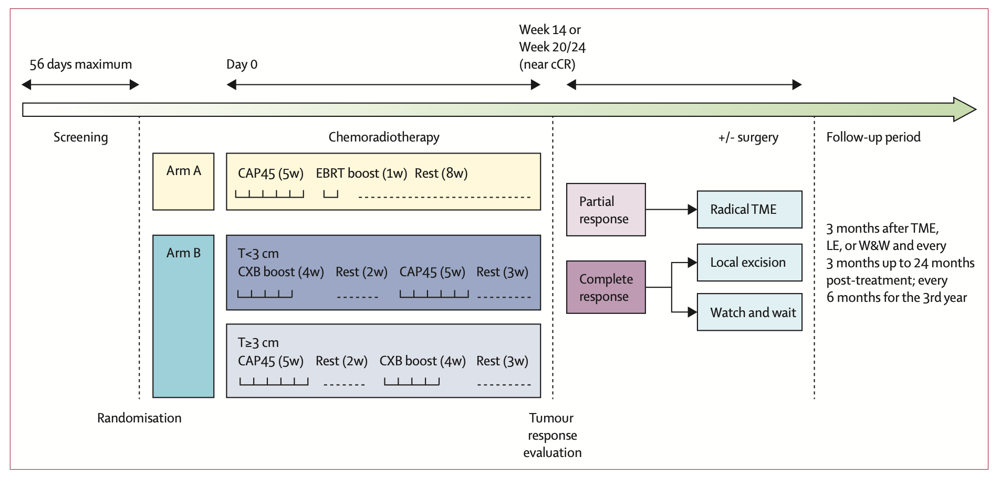 Week 14 or
Week 20/24
(near cCR)
56 days maximum
Day 0
Screening
Chemoradiotherapy
+/- surgery
Follow-up period
Arm A
CAP45 (5w) EBRT boost (1w) Rest (8w)
Arm B
T<3 cm
CXB boost (4w) Rest (2w) CAP45 (5w) Rest (3w)
T≥3 cm
CAP45 (5w) Rest (2w) CXB boost (4w) Rest (3w)
Partial
response
Radical TME
Complete
response
Local excision
Watch and wait
3 months after TME,
LE, or W&W and every
3 months up to 24 months
post-treatment; every
6 months for the 3rd year
Randomisation
Tumour
response
evaluation